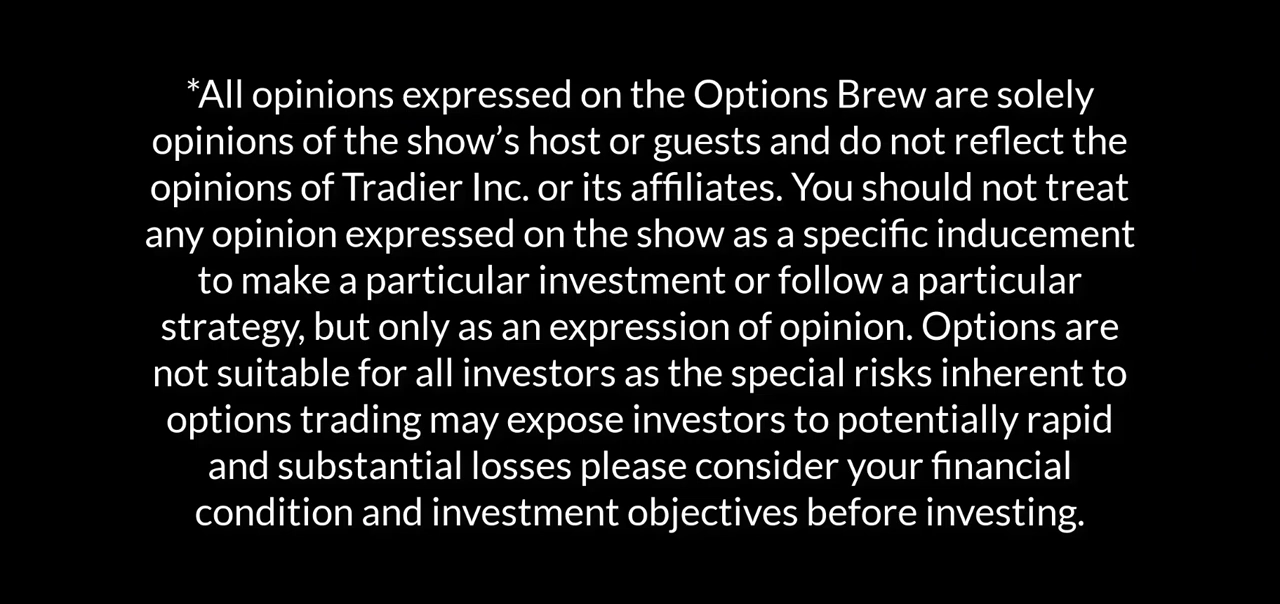 *All opinions expressed on the Options Brew are solely
opinions of the show’s host or guests and do not reflect the
opinions of Tradier Inc. or its affiliates. You should not treat
any opinion expressed on the show as a specific inducement
to make a particular investment or follow a particular
strategy, but only as an expression of opinion. Options are
not suitable for all investors as the special risks inherent to
options trading may expose investors to potentially rapid
and substantial losses please consider your financial
condition and investment objectives before investing.